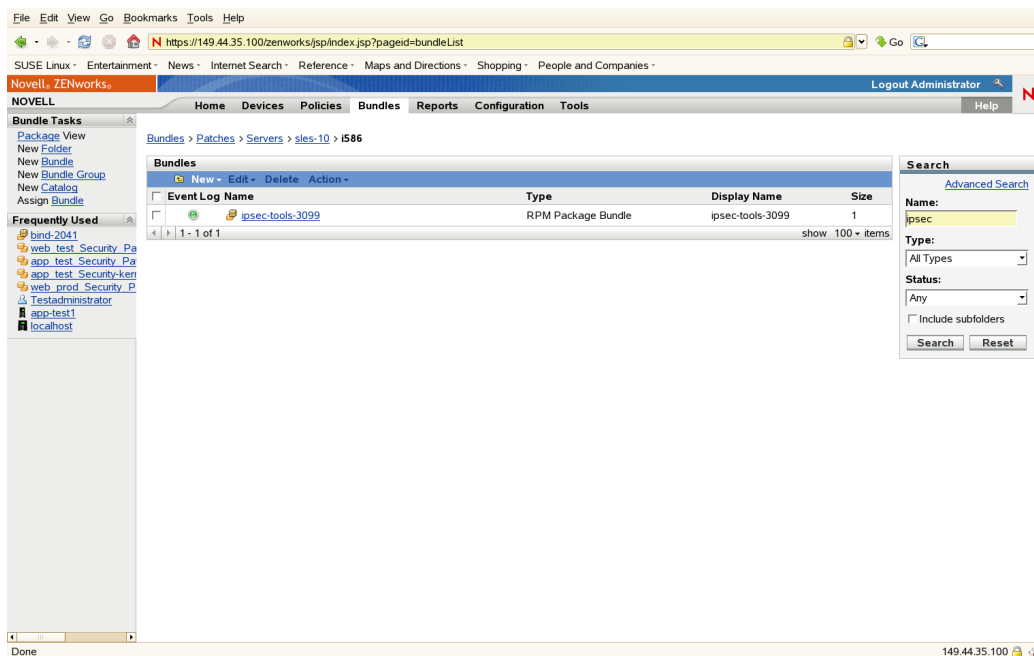 File Edit View Go Bookmarks Tools Help
N https://149.44.35.100/zenworks/jsp/index.jsp?pageid=bundleList
Go
G
SUSE Linux Entertainment News Internet Search Reference Maps and Directions Shopping People and Companies
Novell® ZENworks®
Logout Administrator
NOVELL
Home Devices Policies Bundles Reports Configuration Tools
Help
N
Bundle Tasks
Package View
New Folder
New Bundle
New Bundle Group
New Catalog
Assign Bundle
Frequently Used
bind-2041
web_test_Security_Pa
app_test_Security_Pa
app_test_Security-ker
web_prod_Security_P
Testadministrator
app-test1
localhost
Bundles > Patches > Servers > sles-10 > i586
Bundles
New Edit Delete Action
Event Log Name Type Display Name Size
ipsec-tools-3099 RPM Package Bundle ipsec-tools-3099 1
1 - 1 of 1 show 100 items
Search
Advanced Search
Name:
ipsec
Type:
All Types
Status:
Any
Include subfolders
Search Reset
Done
149.44.35.100